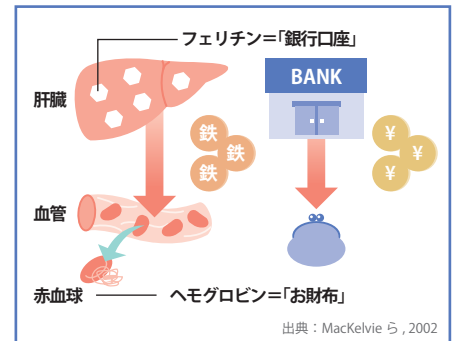 フェリチン=「銀行口座」
BANK
肝臓
鉄
鉄
鉄
¥
¥
¥
血管
赤血球
ヘモグロビン=「お財布」
出典:MacKelvie ら , 2002